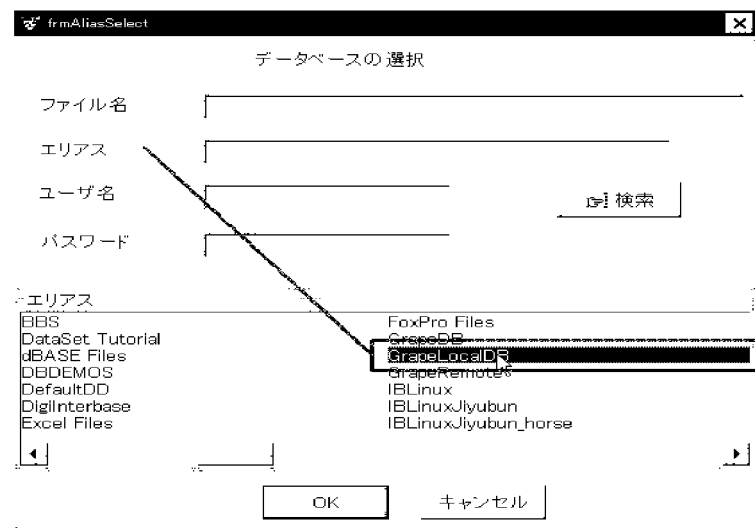 frmAliasSelect
データベースの選択
ファイル名
エリアス
ユーザ名
検索
パスワード
エリアス
BBS
DataSet Tutorial
dBASE Files
DBDEMOS
DefaultDD
DigiInterbase
Excel Files
FoxPro Files
GrapeDB
GrapeLocalDB
GrapeRemote
IBLinux
IBLinuxJiyubun
IBLinuxJiyubun_horse
OK
キャンセル